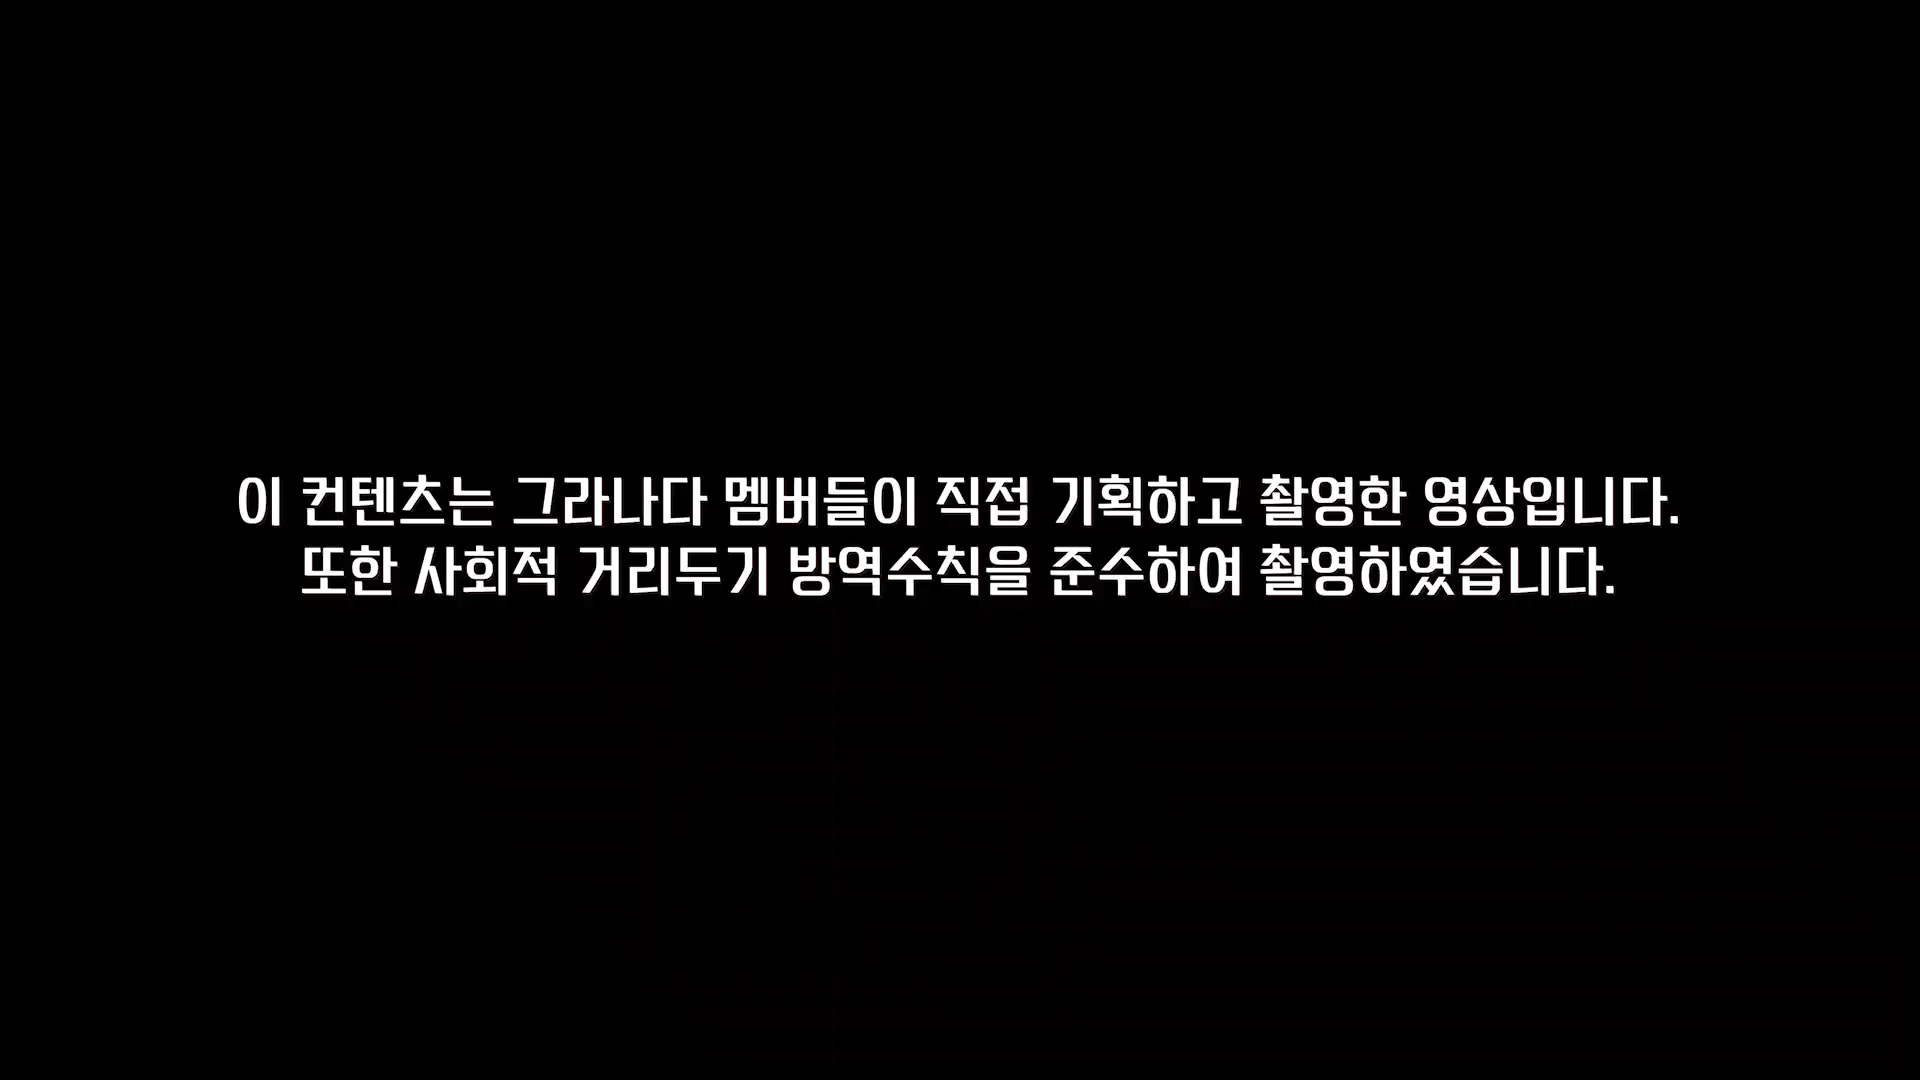 이 컨텐츠는 그라나다 멤버들이 직접 기획하고 촬영한 영상입니다.
또한 사회적 거리두기 방역수칙을 준수하여 촬영하였습니다.